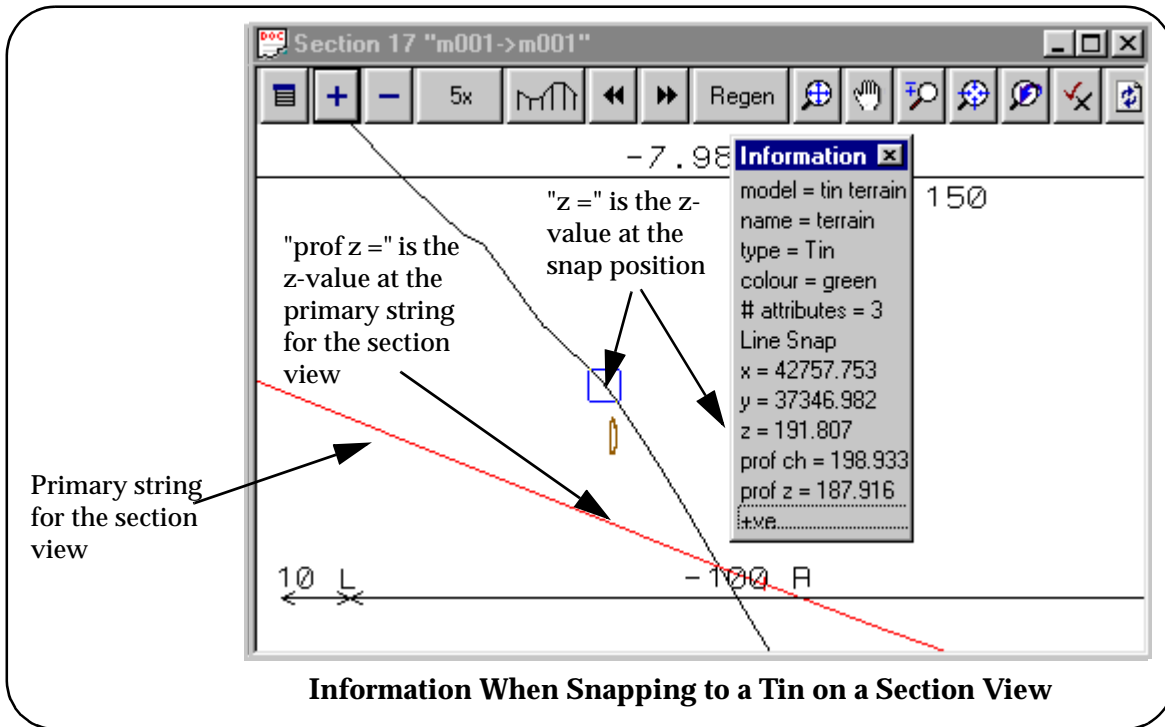 DOC
Section 17 "m001->m001"
5x
Regen
-7.98
Information
150
model = tin terrain
name = terrain
type = Tin
colour = green
# attributes = 3
Line Snap
x = 42757.753
y = 37346.982
z = 191.807
prof ch = 198.933
prof z = 187.916
+ve
"z =" is the z-
value at the
snap position
"prof z =" is the
z-value at the
primary string
for the section
view
Primary string
for the section
view
10 L
-100 A
Information When Snapping to a Tin on a Section View